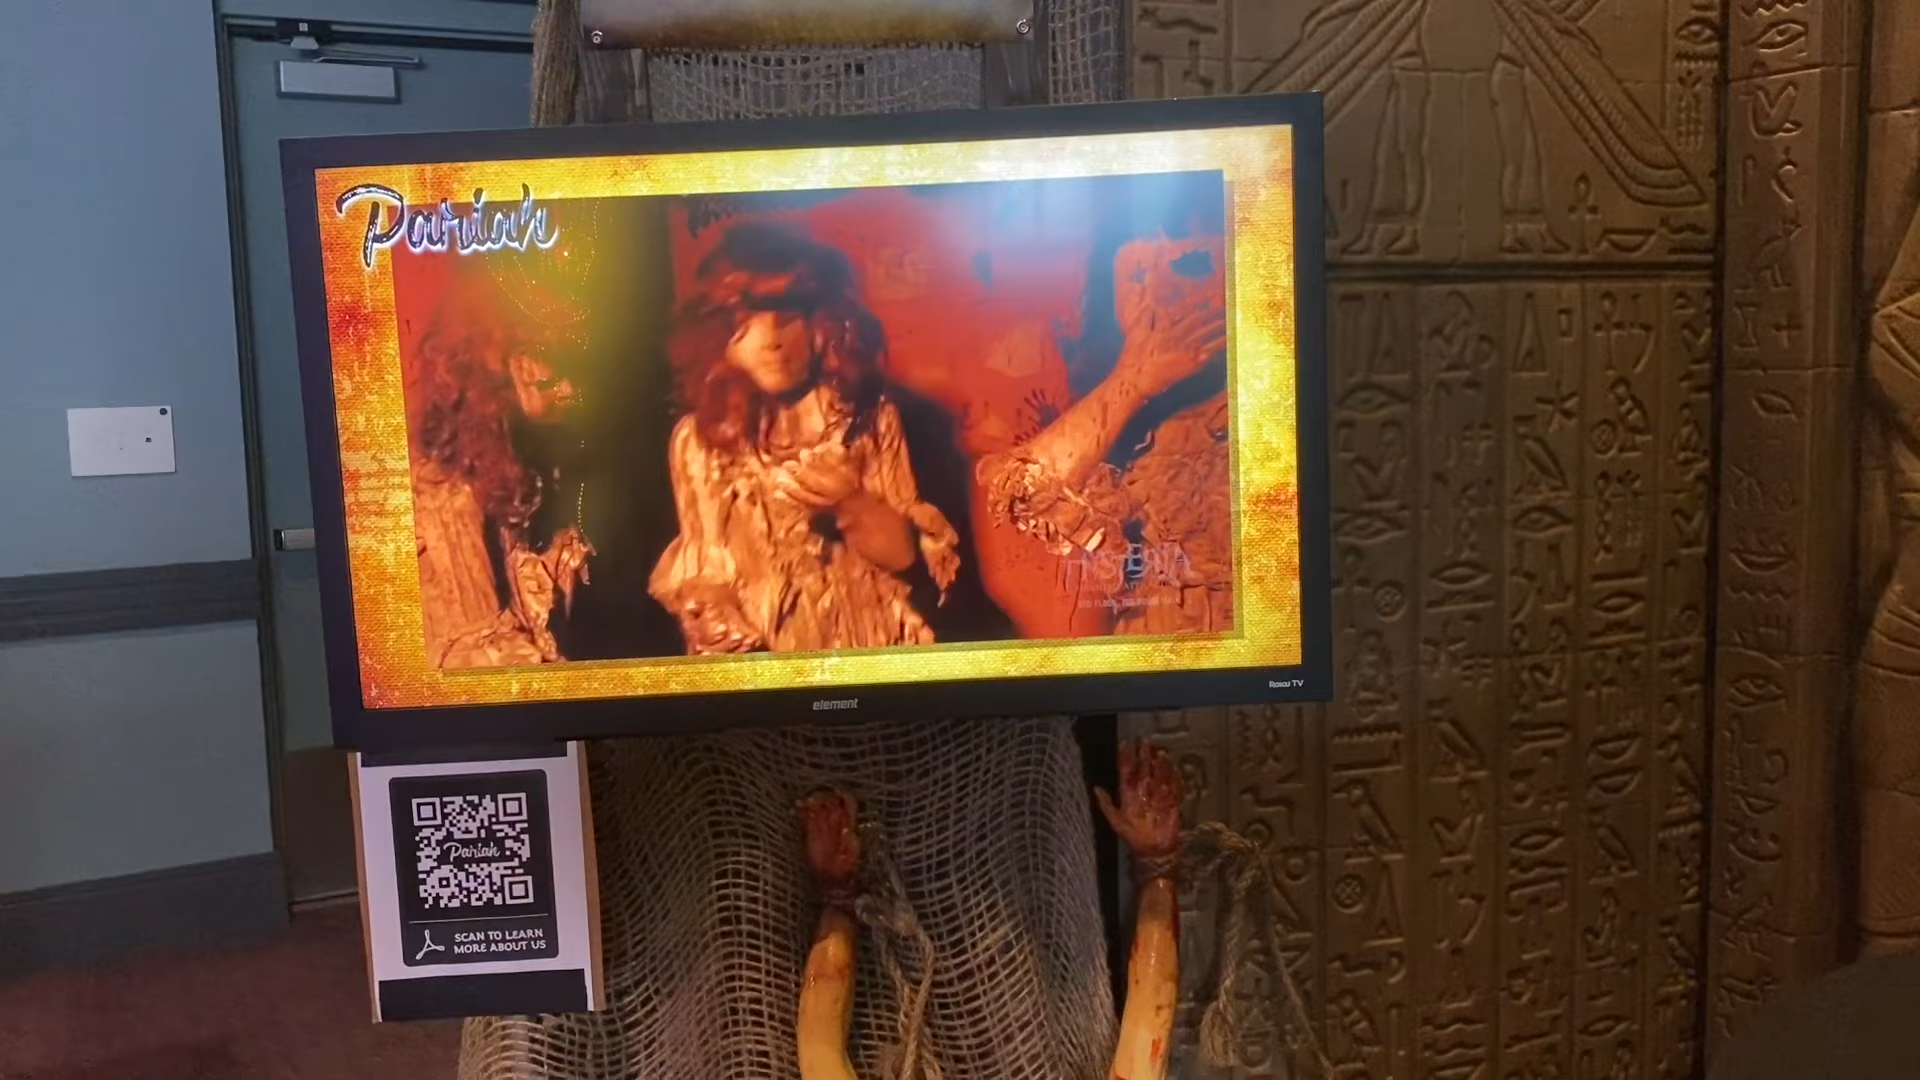 Pariah
element
Roku TV
Pariah
SCAN TO LEARN
MORE ABOUT US